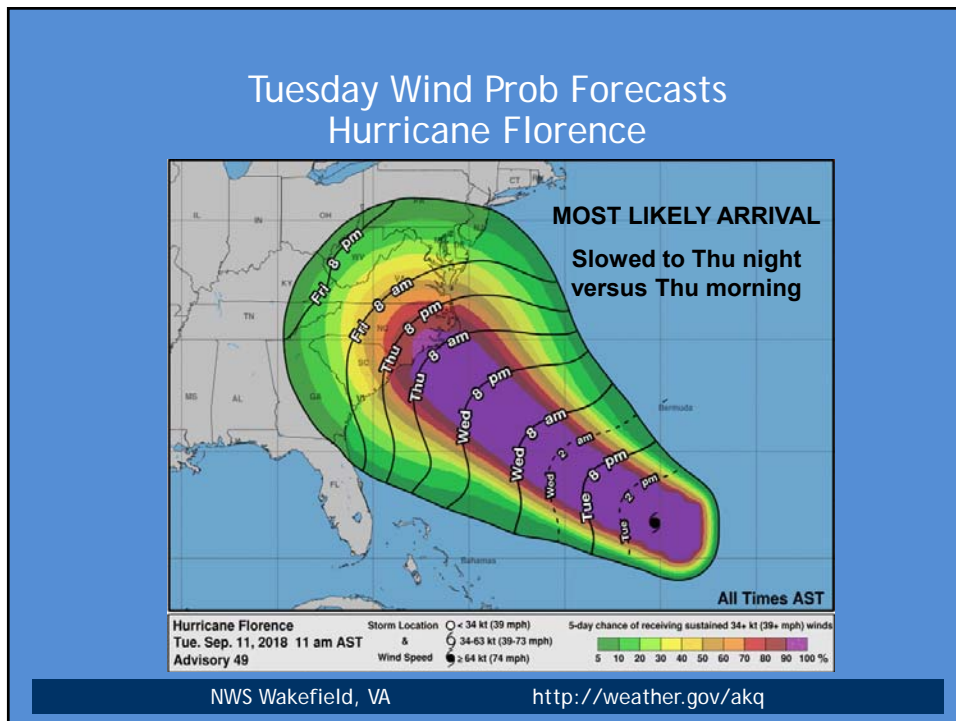 Tuesday Wind Prob Forecasts
Hurricane Florence
MOST LIKELY ARRIVAL
Slowed to Thu night
versus Thu morning
CT
PA
NJ
IL
IN
OH
WV
VA
KY
TN
NC
SC
MS
AL
GA
FL
Bermuda
Bahamas
Fri 8 pm
Fri 8 am
Thu 8 pm
Thu 8 am
Wed 8 pm
Wed 8 am
Wed 2 am
Tue 8 pm
Tue 2 pm
All Times AST
Hurricane Florence
Tue. Sep. 11, 2018 11 am AST
Advisory 49
Storm Location
&
Wind Speed
< 34 kt (39 mph)
34-63 kt (39-73 mph)
≥ 64 kt (74 mph)
5-day chance of receiving sustained 34+ kt (39+ mph) winds
5 10 20 30 40 50 60 70 80 90 100 %
NWS Wakefield, VA http://weather.gov/akq